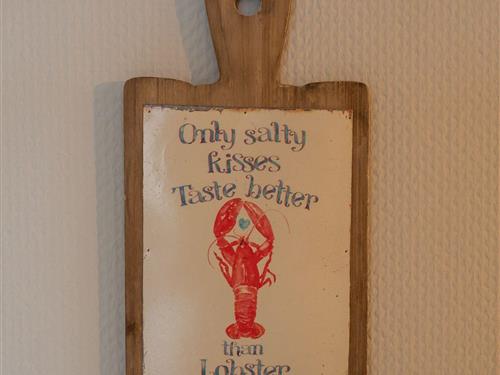 Only salty
kisses
Taste better
than
Lobster